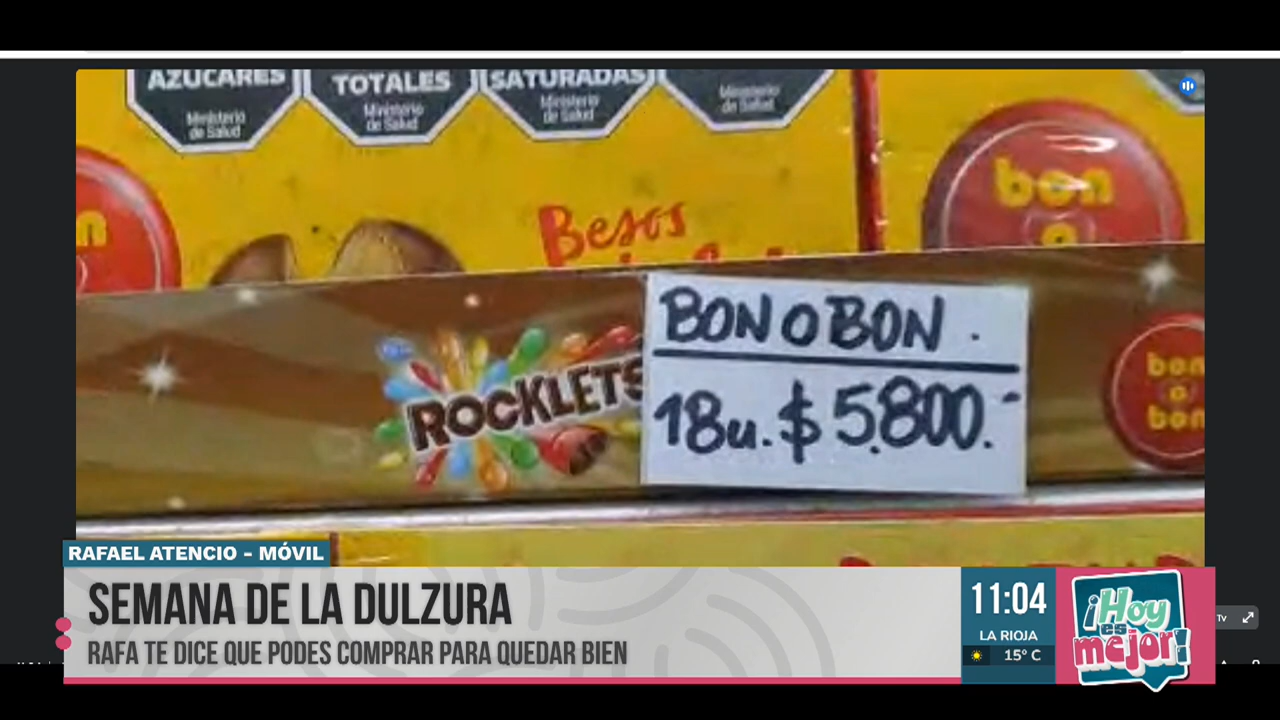 AZÚCARES
Ministerio
de Salud
TOTALES
Ministerio
de Salud
SATURADAS
Ministerio
de Salud
Ministerio
de Salud
Besos
bon
o
ROCKLETS
BON O BON.
18u. $5.800.-
bon
o
bon
RAFAEL ATENCIO - MÓVIL
SEMANA DE LA DULZURA
RAFA TE DICE QUE PODES COMPRAR PARA QUEDAR BIEN
11:04
LA RIOJA
15° C
¡Hoy
es
mejor!
Tv